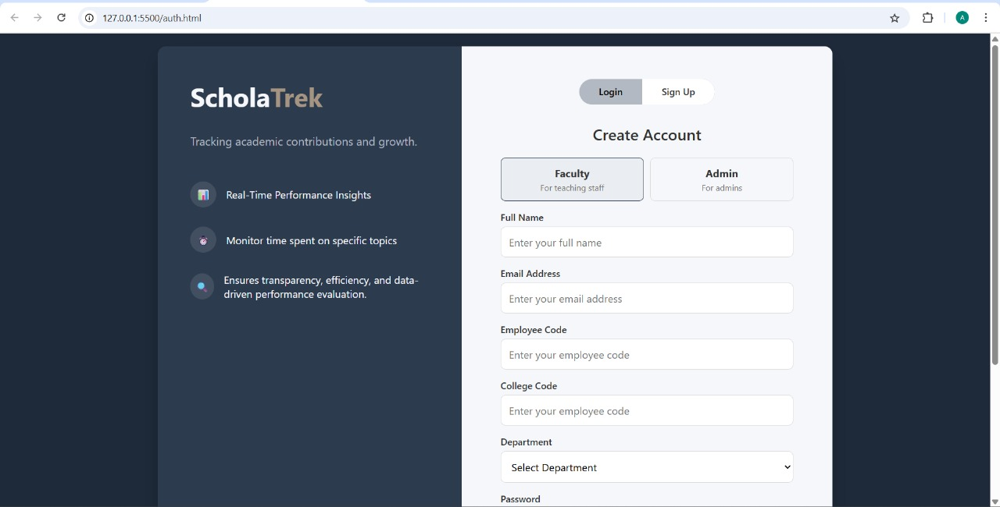 127.0.0.1:5500/auth.html
A
ScholaTrek
Tracking academic contributions and growth.
Real-Time Performance Insights
Monitor time spent on specific topics
Ensures transparency, efficiency, and data-
driven performance evaluation.
Login
Sign Up
Create Account
Faculty
For teaching staff
Admin
For admins
Full Name
Enter your full name
Email Address
Enter your email address
Employee Code
Enter your employee code
College Code
Enter your employee code
Department
Select Department
Password